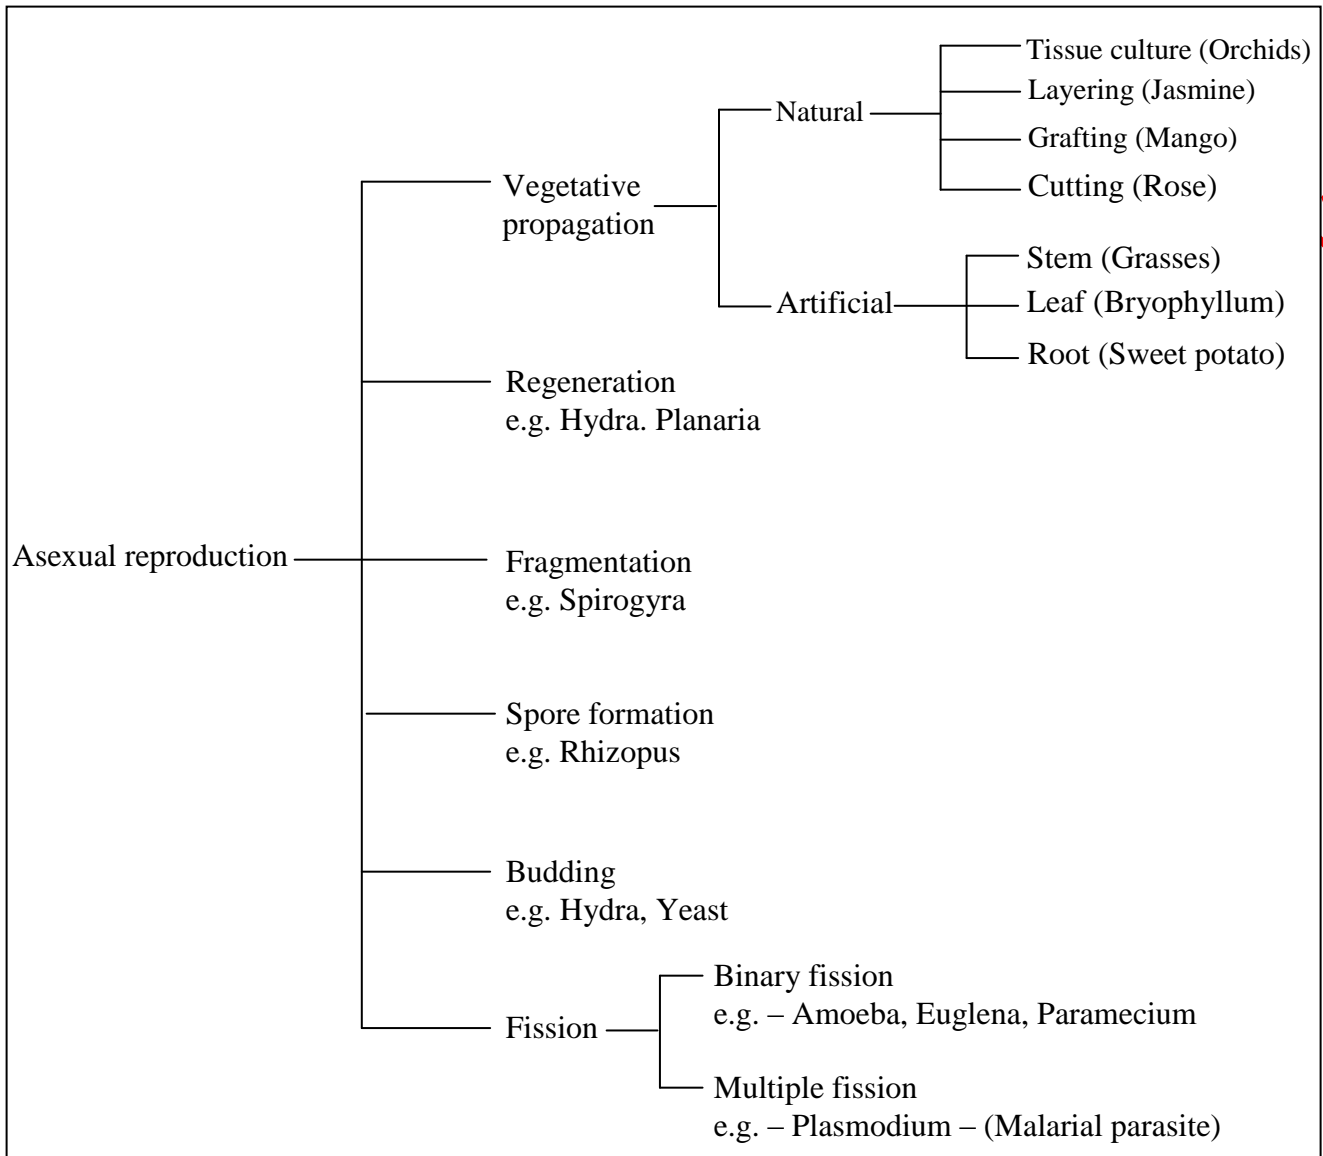 Tissue culture (Orchids)
Layering (Jasmine)
Natural
Grafting (Mango)
Cutting (Rose)
Vegetative
propagation
Stem (Grasses)
Artificial
Leaf (Bryophyllum)
Root (Sweet potato)
Regeneration
e.g. Hydra. Planaria
Asexual reproduction
Fragmentation
e.g. Spirogyra
Spore formation
e.g. Rhizopus
Budding
e.g. Hydra, Yeast
Fission
Binary fission
e.g. – Amoeba, Euglena, Paramecium
Multiple fission
e.g. – Plasmodium – (Malarial parasite)